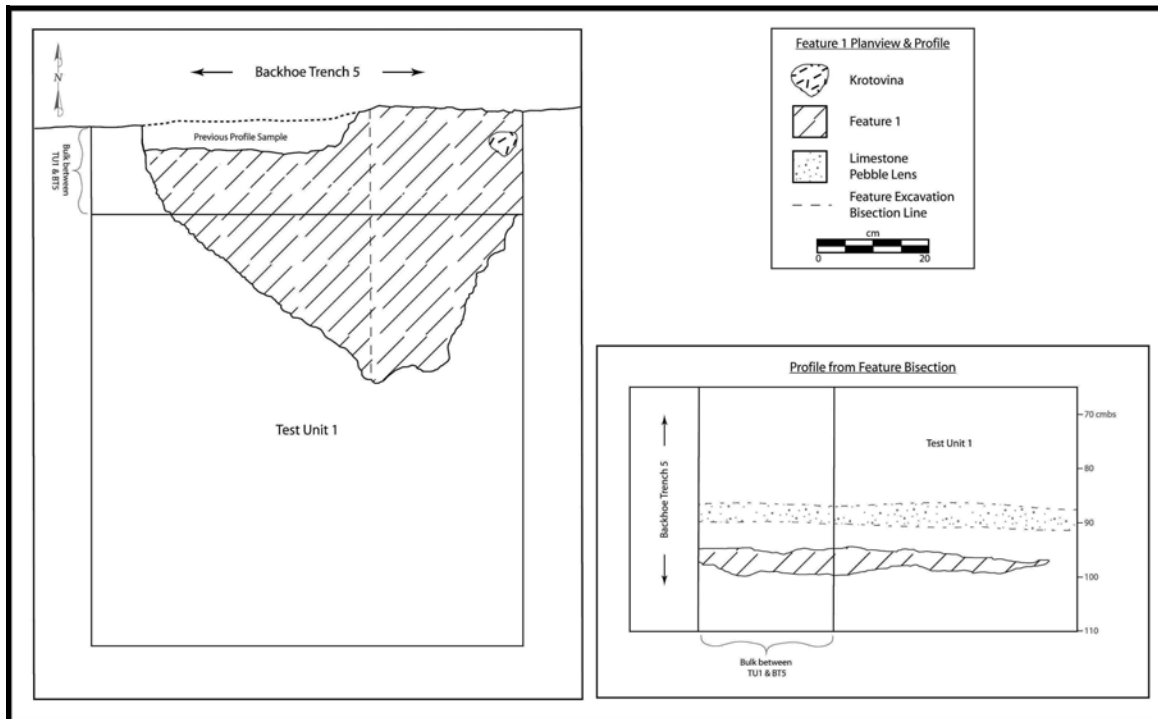 N
Backhoe Trench 5
Previous Profile Sample
Bulk between
TU1 & BT5
Test Unit 1
Feature 1 Planview & Profile
Krotovina
Feature 1
Limestone
Pebble Lens
Feature Excavation
Bisection Line
cm
0 20
Profile from Feature Bisection
70 cmbs
Test Unit 1
80
Backhoe Trench 5
90
100
110
Bulk between
TU1 & BT5